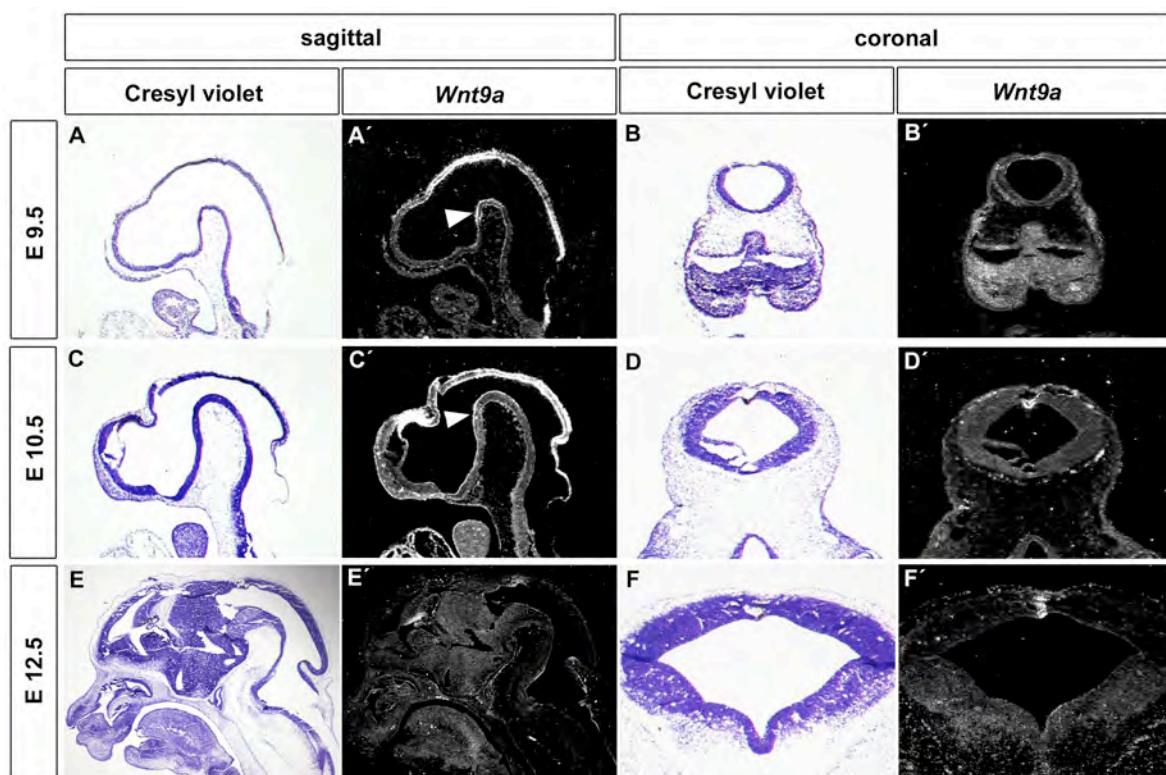 sagittal coronal
Cresyl violet Wnt9a Cresyl violet Wnt9a
E 9.5 A A´ B B´
E 10.5 C C´ D D´
E 12.5 E E´ F F´